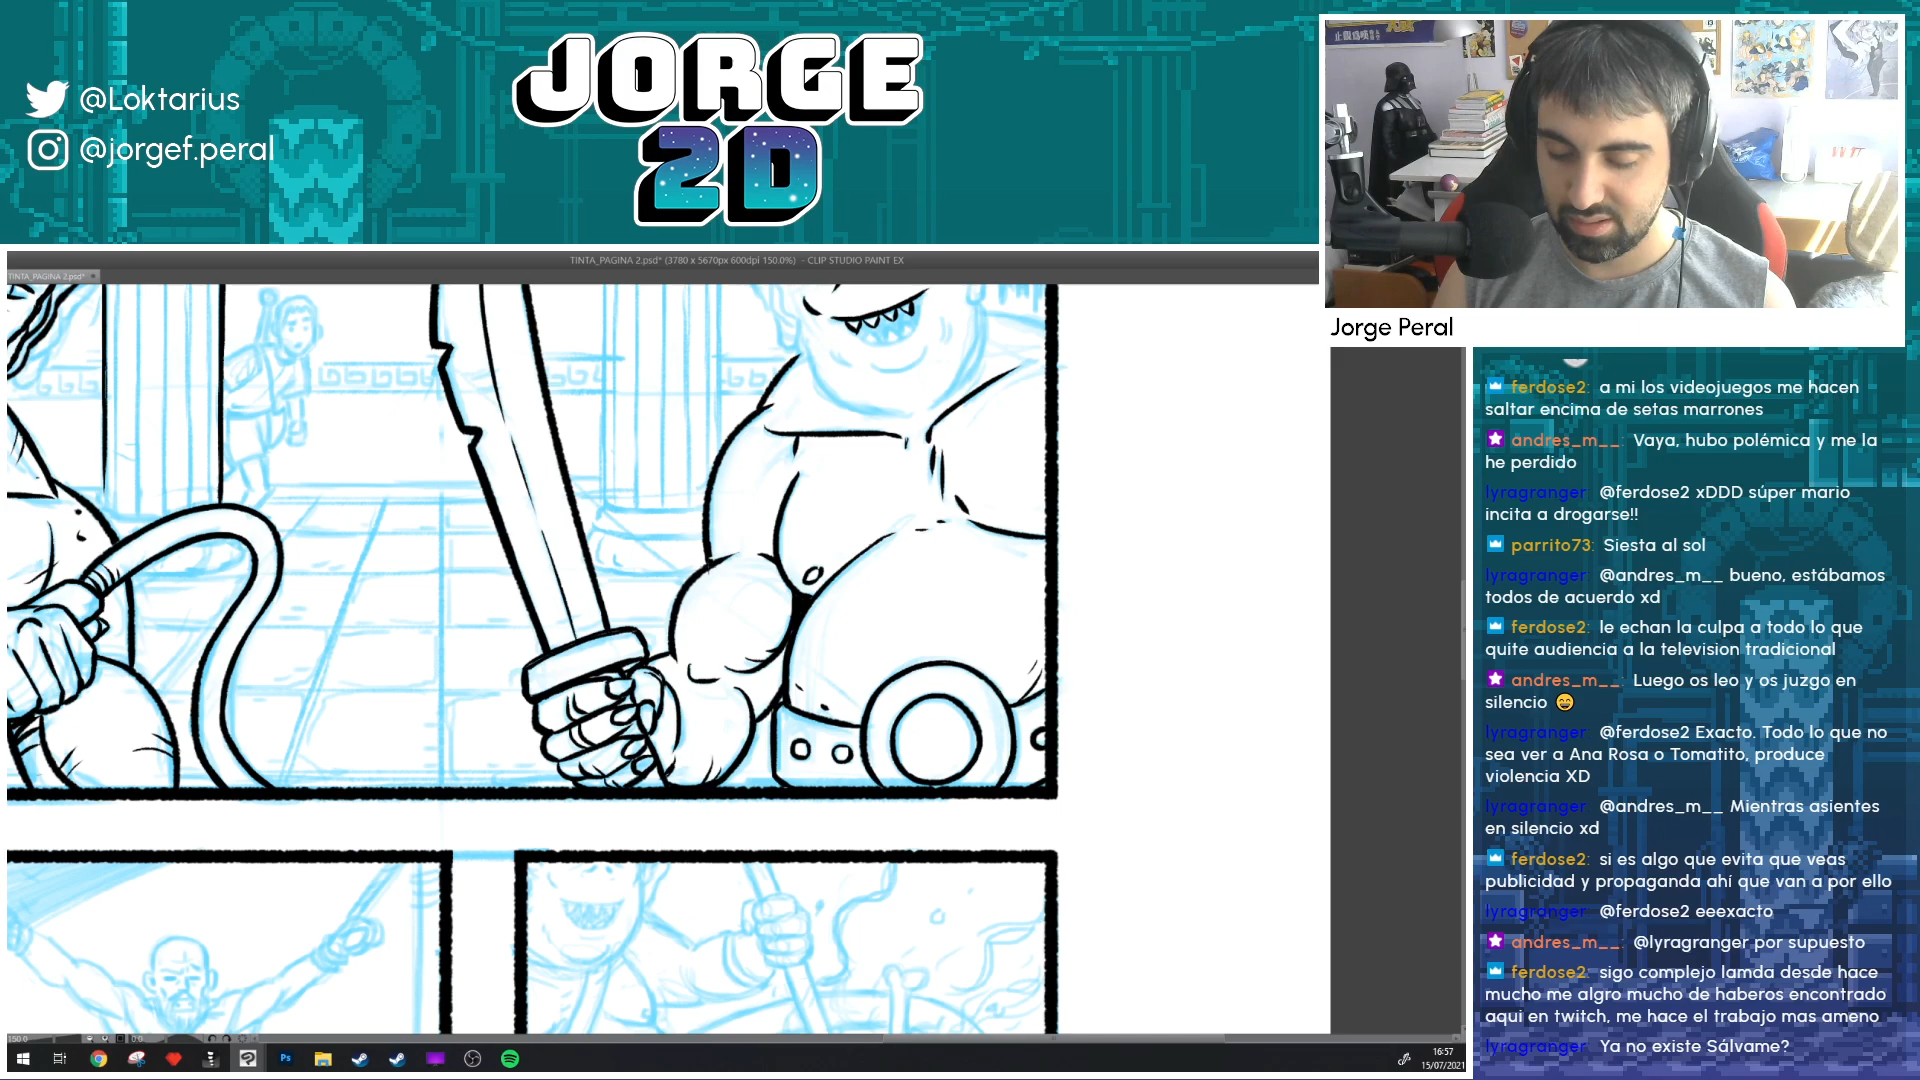 @Loktarius
@jorgef.peral
JORGE
2D
Jorge Peral
TINTA_PAGINA 2.psd* (3780 x 5670px 600dpi 150.0%) - CLIP STUDIO PAINT EX
TINTA_PAGINA 2.psd*
ferdose2: a mi los videojuegos me hacen
saltar encima de setas marrones
andres_m__: Vaya, hubo polémica y me la
he perdido
lyragranger: @ferdose2 xDDD súper mario
incita a drogarse!!
parrito73: Siesta al sol
lyragranger: @andres_m__ bueno, estábamos
todos de acuerdo xd
ferdose2: le echan la culpa a todo lo que
quite audiencia a la television tradicional
andres_m__: Luego os leo y os juzgo en
silencio 😄
lyragranger: @ferdose2 Exacto. Todo lo que no
sea ver a Ana Rosa o Tomatito, produce
violencia XD
lyragranger: @andres_m__ Mientras asientes
en silencio xd
ferdose2: si es algo que evita que veas
publicidad y propaganda ahí que van a por ello
lyragranger: @ferdose2 eeexacto
andres_m__: @lyragranger por supuesto
ferdose2: sigo complejo lamda desde hace
mucho me algro mucho de haberos encontrado
aqui en twitch, me hace el trabajo mas ameno
lyragranger: Ya no existe Sálvame?
150.0
0.0
Ps
16:57
15/07/2021